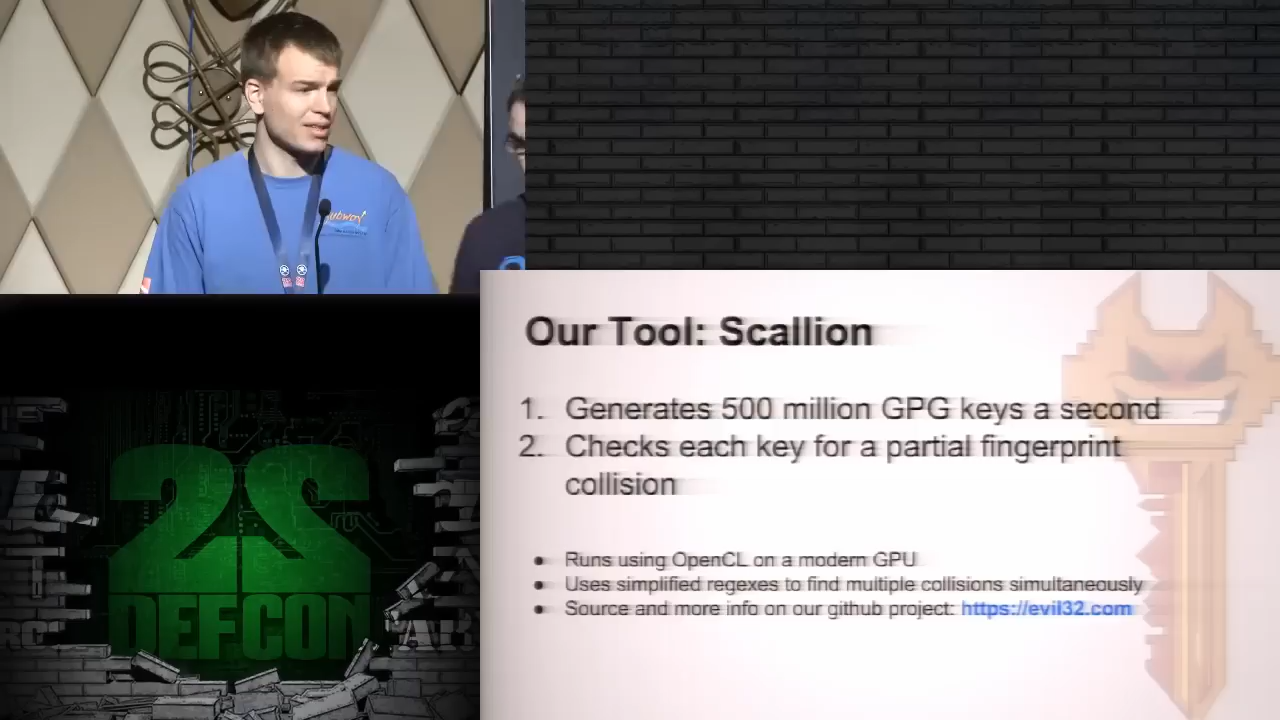 Our Tool: Scallion
1. Generates 500 million GPG keys a second
2. Checks each key for a partial fingerprint
collision
• Runs using OpenCL on a modern GPU
• Uses simplified regexes to find multiple collisions simultaneously
• Source and more info on our github project: https://evil32.com
22
DEFCON